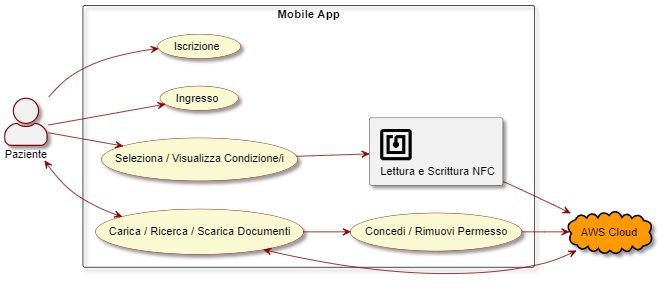 Mobile App
Iscrizione
Ingresso
Paziente
Seleziona / Visualizza Condizione/i
Lettura e Scrittura NFC
Carica / Ricerca / Scarica Documenti
Concedi / Rimuovi Permesso
AWS Cloud